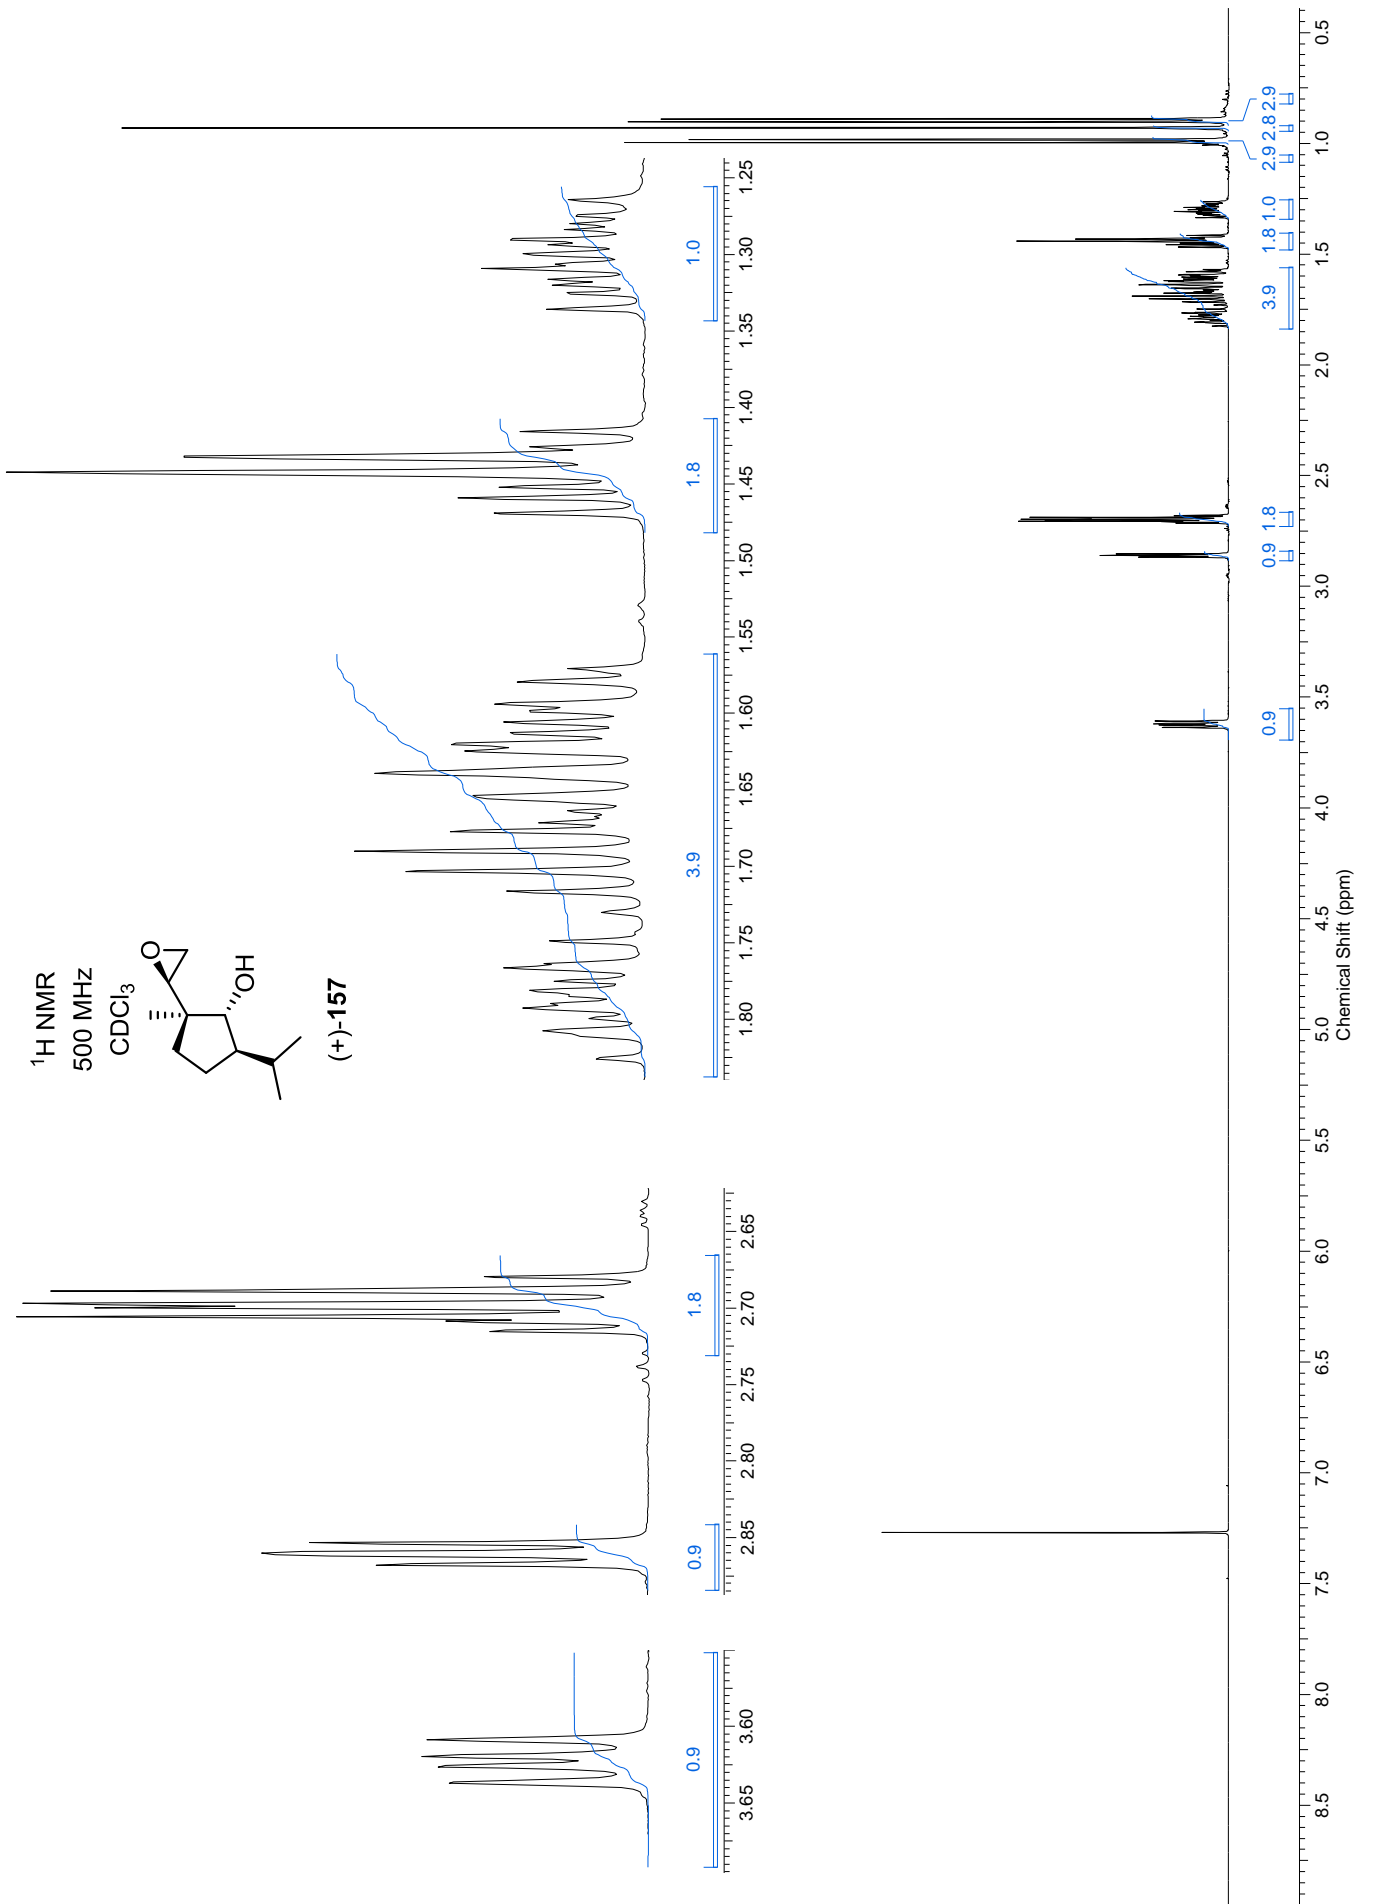 ¹H NMR
500 MHz
CDCl₃
O
OH
(+)-157
3.65 3.60
0.9
2.85 2.80 2.75 2.70 2.65
0.9 1.8
1.80 1.75 1.70 1.65 1.60 1.55 1.50 1.45 1.40 1.35 1.30 1.25
3.9 1.8 1.0
0.9 0.9 1.8 3.9 1.8 1.0 2.9 2.8 2.9
8.5 8.0 7.5 7.0 6.5 6.0 5.5 5.0 4.5 4.0 3.5 3.0 2.5 2.0 1.5 1.0 0.5
Chemical Shift (ppm)